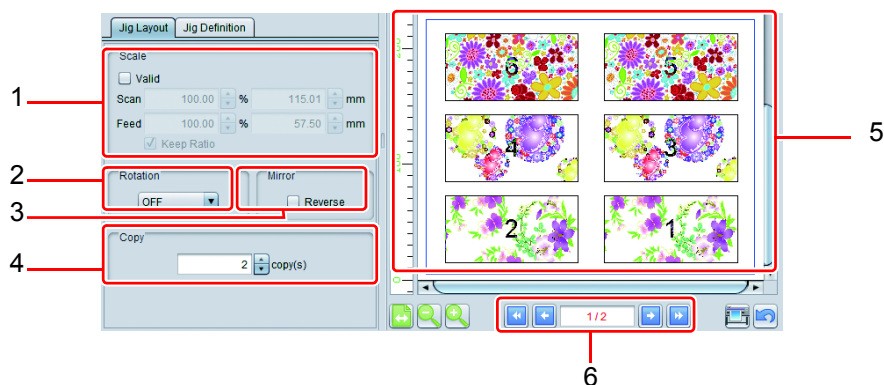 Jig Layout Jig Definition
Scale
Valid
Scan 100.00 % 115.01 mm
Feed 100.00 % 57.50 mm
Keep Ratio
Rotation Mirror
OFF Reverse
Copy
2 copy(s)
1
2
3
4
6 5
4 3
2 1
0
1 / 2
5
6